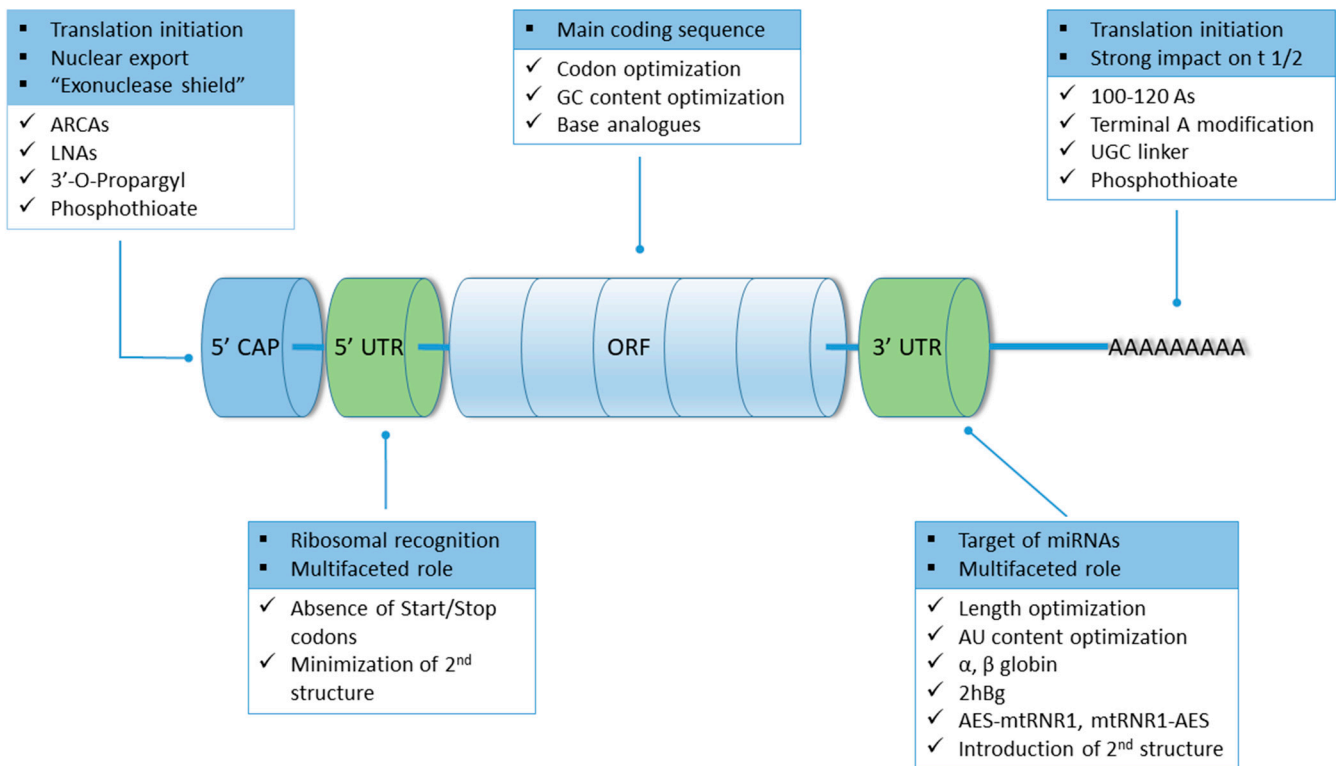 ▪ Translation initiation
▪ Nuclear export
▪ “Exonuclease shield”
✓ ARCAs
✓ LNAs
✓ 3’-O-Propargyl
✓ Phosphothioate
▪ Main coding sequence
✓ Codon optimization
✓ GC content optimization
✓ Base analogues
▪ Translation initiation
▪ Strong impact on t 1/2
✓ 100-120 As
✓ Terminal A modification
✓ UGC linker
✓ Phosphothioate
5’ CAP
5’ UTR
ORF
3’ UTR
AAAAAAAAA
▪ Ribosomal recognition
▪ Multifaceted role
✓ Absence of Start/Stop
codons
✓ Minimization of 2nd
structure
▪ Target of miRNAs
▪ Multifaceted role
✓ Length optimization
✓ AU content optimization
✓ α, β globin
✓ 2hBg
✓ AES-mtRNR1, mtRNR1-AES
✓ Introduction of 2nd structure